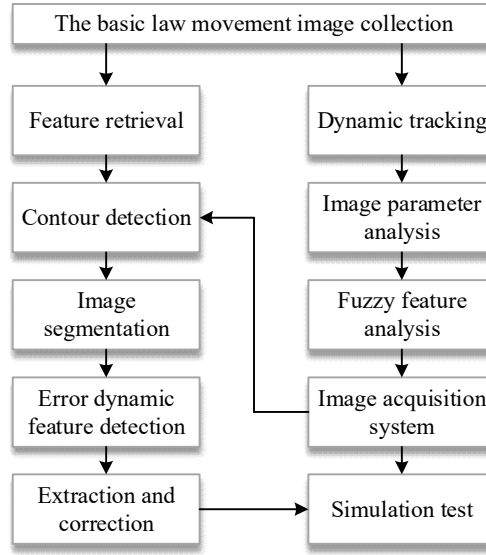 The basic law movement image collection
Feature retrieval
Dynamic tracking
Contour detection
Image parameter
analysis
Image
segmentation
Fuzzy feature
analysis
Error dynamic
feature detection
Image acquisition
system
Extraction and
correction
Simulation test